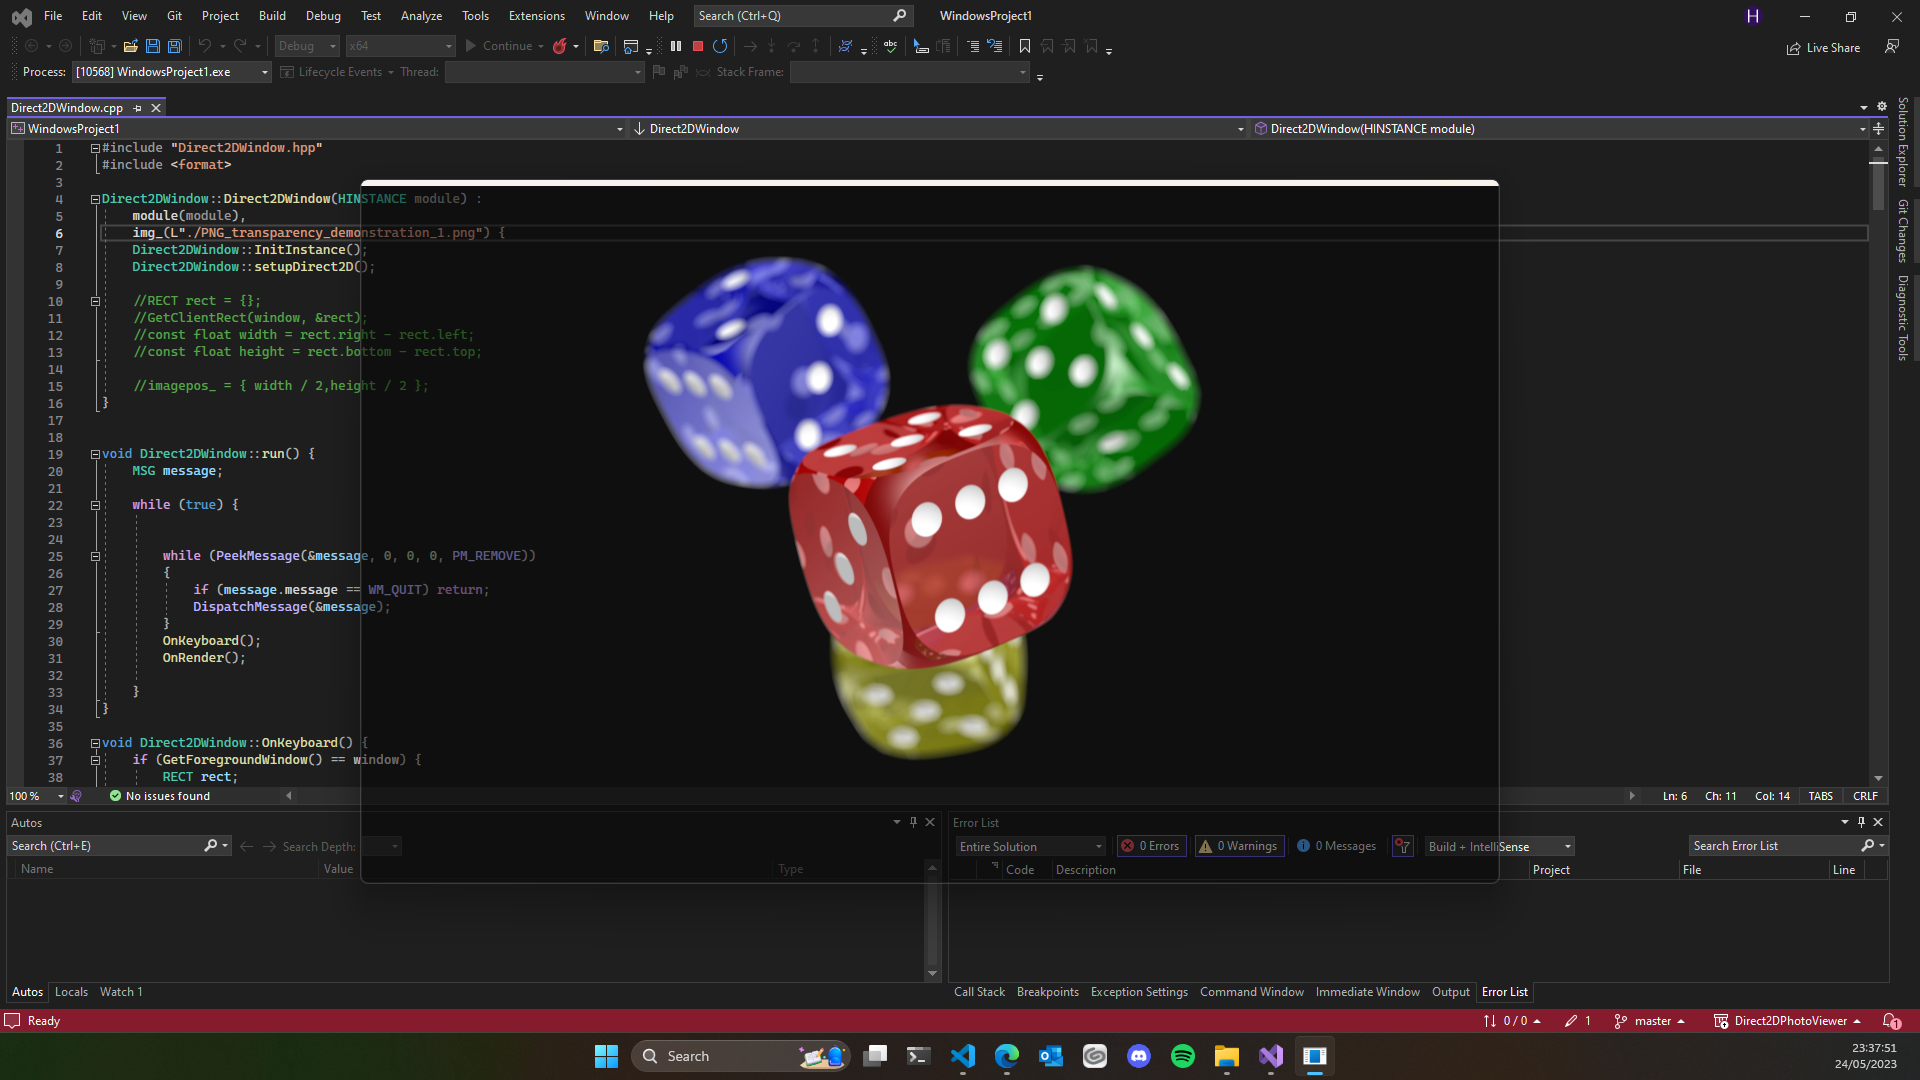 File Edit View Git Project Build Debug Test Analyze Tools Extensions Window Help Search (Ctrl+Q) WindowsProject1 H
Debug x64 Continue Live Share
Process: [10568] WindowsProject1.exe Lifecycle Events Thread: Stack Frame:
Direct2DWindow.cpp
WindowsProject1 Direct2DWindow Direct2DWindow(HINSTANCE module)
1 #include "Direct2DWindow.hpp"
2 #include <format>
3
4 Direct2DWindow::Direct2DWindow(HINSTANCE module) :
5 module(module),
6 img_(L"./PNG_transparency_demonstration_1.png") {
7 Direct2DWindow::InitInstance();
8 Direct2DWindow::setupDirect2D();
9
10 //RECT rect = {};
11 //GetClientRect(window, &rect);
12 //const float width = rect.right - rect.left;
13 //const float height = rect.bottom - rect.top;
14
15 //imagepos_ = { width / 2,height / 2 };
16 }
17
18
19 void Direct2DWindow::run() {
20 MSG message;
21
22 while (true) {
23
24
25 while (PeekMessage(&message, 0, 0, 0, PM_REMOVE))
26 {
27 if (message.message == WM_QUIT) return;
28 DispatchMessage(&message);
29 }
30 OnKeyboard();
31 OnRender();
32
33 }
34 }
35
36 void Direct2DWindow::OnKeyboard() {
37 if (GetForegroundWindow() == window) {
38 RECT rect;
Solution Explorer
Git Changes
Diagnostic Tools
100 % No issues found Ln: 6 Ch: 11 Col: 14 TABS CRLF
Autos
Search (Ctrl+E) Search Depth:
Name Value Type
Autos Locals Watch 1
Error List
Entire Solution 0 Errors 0 Warnings 0 Messages Build + IntelliSense Search Error List
Code Description Project File Line
Call Stack Breakpoints Exception Settings Command Window Immediate Window Output Error List
Ready 0 / 0 1 master Direct2DPhotoViewer 1
Search
23:37:51
24/05/2023